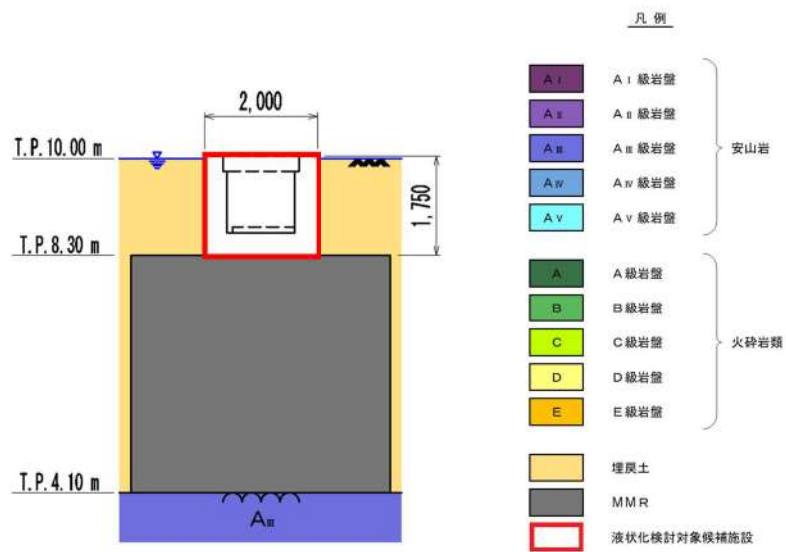 2,000
T.P.10.00 m
1,750
T.P.8.30 m
T.P.4.10 m
AⅢ
凡 例
AⅠ AⅠ級岩盤
AⅡ AⅡ級岩盤
AⅢ AⅢ級岩盤
AⅣ AⅣ級岩盤
AⅤ AⅤ級岩盤
安山岩
A A級岩盤
B B級岩盤
C C級岩盤
D D級岩盤
E E級岩盤
火砕岩類
埋戻土
MMR
液状化検討対象候補施設